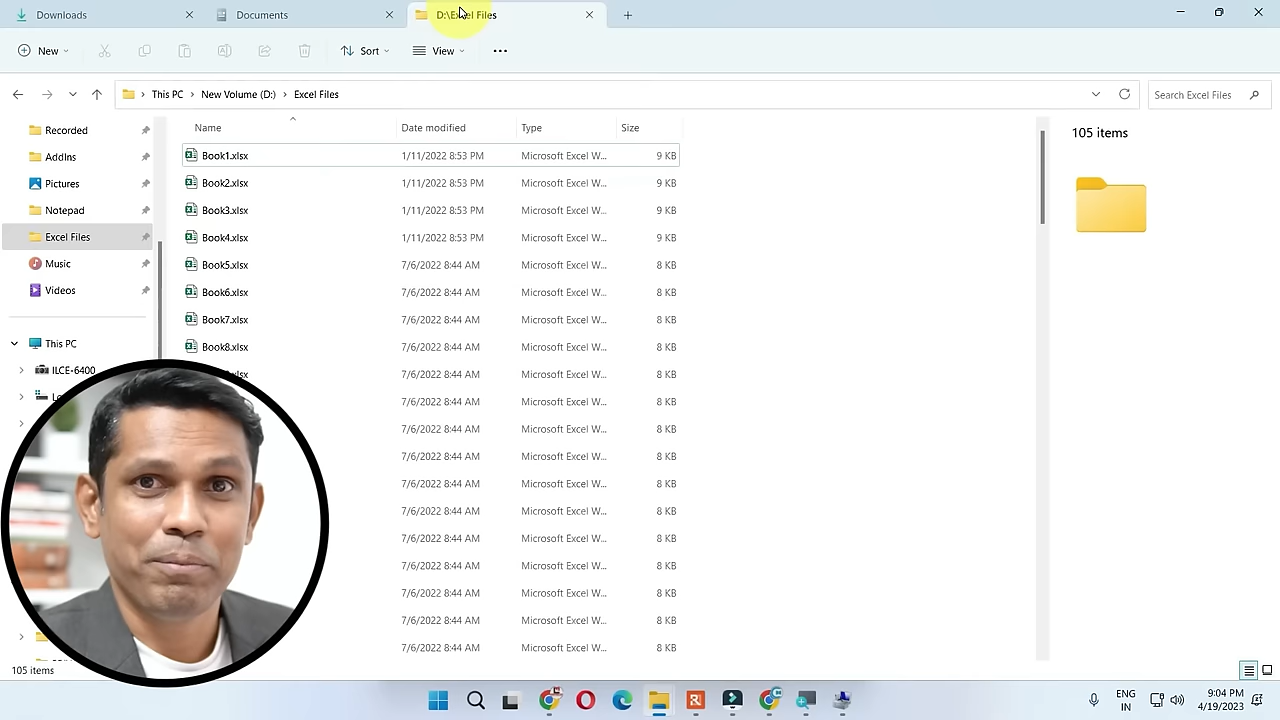 Downloads
Documents
D:\Excel Files
New
Sort
View
This PC
New Volume (D:)
Excel Files
Search Excel Files
Recorded
AddIns
Pictures
Notepad
Excel Files
Music
Videos
This PC
ILCE-6400
Name Date modified Type Size
Book1.xlsx 1/11/2022 8:53 PM Microsoft Excel W... 9 KB
Book2.xlsx 1/11/2022 8:53 PM Microsoft Excel W... 9 KB
Book3.xlsx 1/11/2022 8:53 PM Microsoft Excel W... 9 KB
Book4.xlsx 1/11/2022 8:53 PM Microsoft Excel W... 9 KB
Book5.xlsx 7/6/2022 8:44 AM Microsoft Excel W... 8 KB
Book6.xlsx 7/6/2022 8:44 AM Microsoft Excel W... 8 KB
Book7.xlsx 7/6/2022 8:44 AM Microsoft Excel W... 8 KB
Book8.xlsx 7/6/2022 8:44 AM Microsoft Excel W... 8 KB
.xlsx 7/6/2022 8:44 AM Microsoft Excel W... 8 KB
7/6/2022 8:44 AM Microsoft Excel W... 8 KB
7/6/2022 8:44 AM Microsoft Excel W... 8 KB
7/6/2022 8:44 AM Microsoft Excel W... 8 KB
7/6/2022 8:44 AM Microsoft Excel W... 8 KB
7/6/2022 8:44 AM Microsoft Excel W... 8 KB
7/6/2022 8:44 AM Microsoft Excel W... 8 KB
7/6/2022 8:44 AM Microsoft Excel W... 8 KB
7/6/2022 8:44 AM Microsoft Excel W... 8 KB
7/6/2022 8:44 AM Microsoft Excel W... 8 KB
7/6/2022 8:44 AM Microsoft Excel W... 8 KB
105 items
105 items
ENG
IN
9:04 PM
4/19/2023